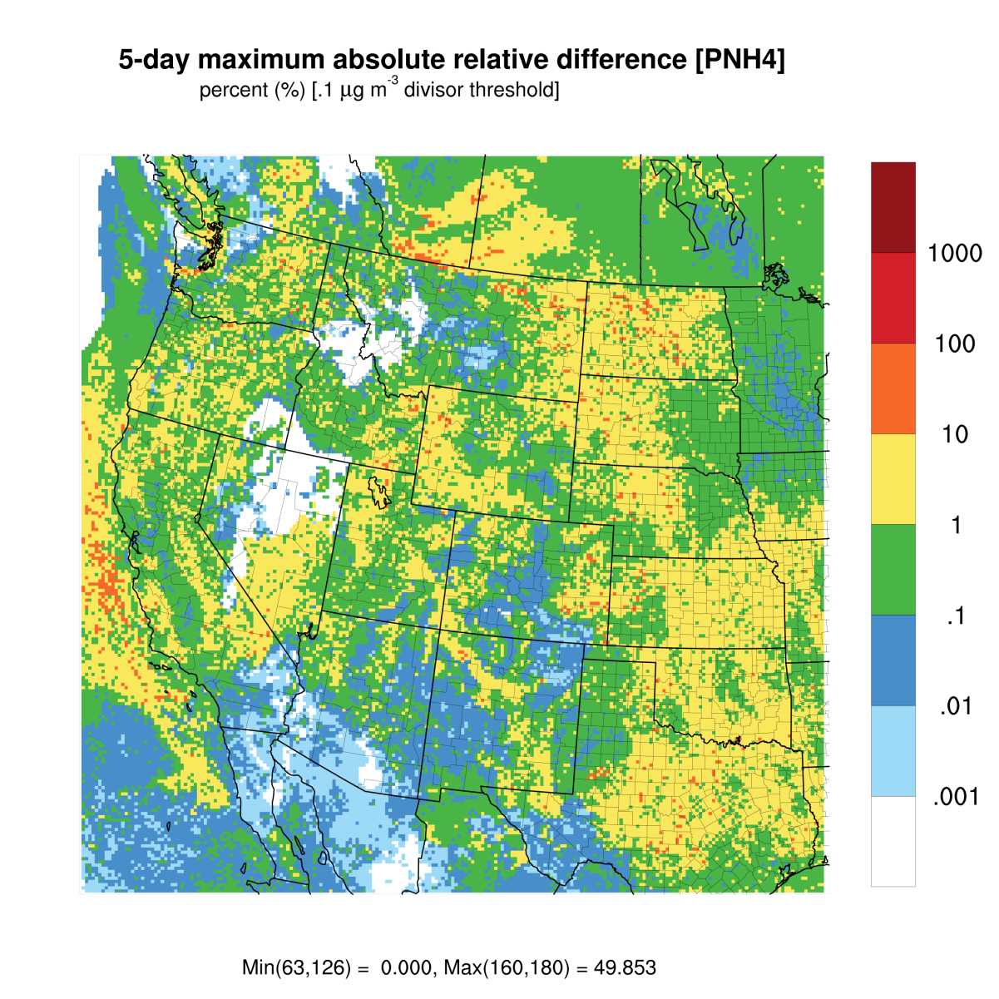 5-day maximum absolute relative difference [PNH4]
percent (%) [.1 µg m-3 divisor threshold]
1000
100
10
1
.1
.01
.001
Min(63,126) = 0.000, Max(160,180) = 49.853